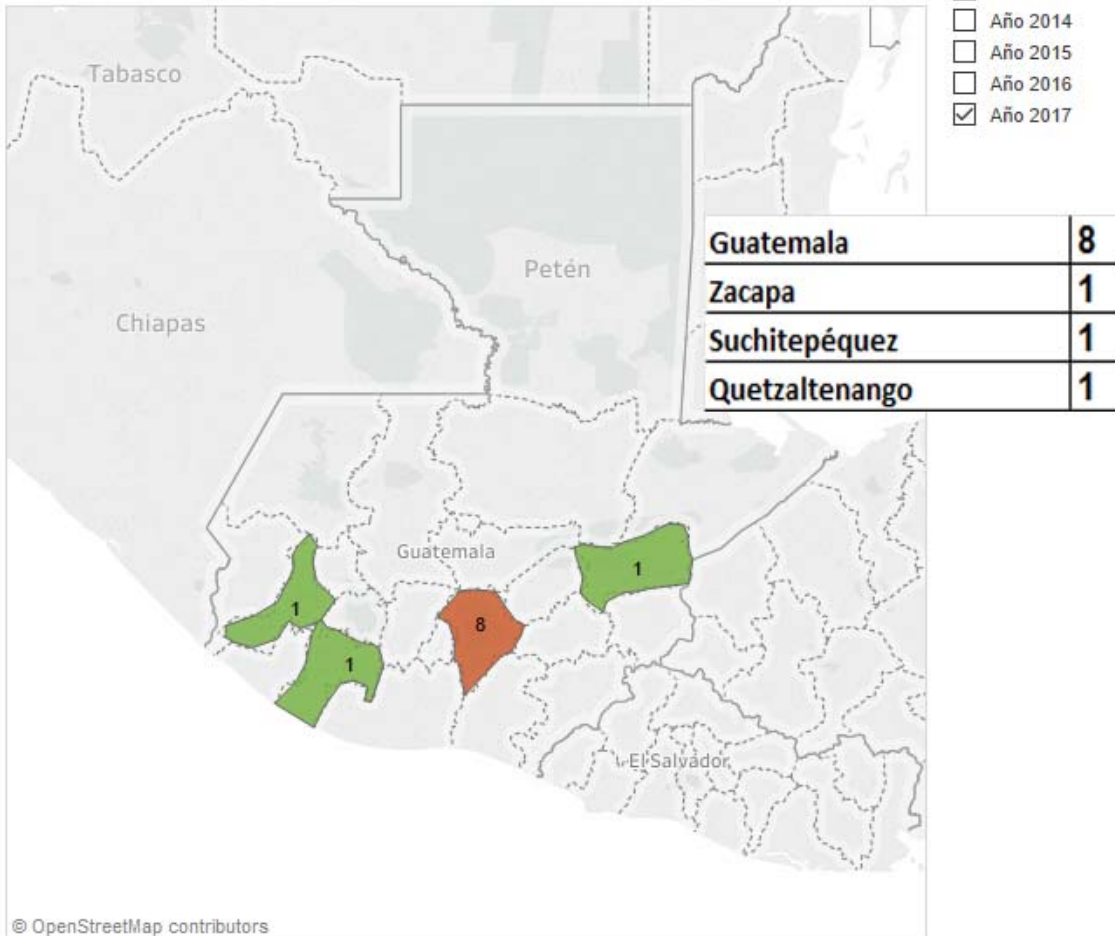 Año 2014
Año 2015
Año 2016
Año 2017
Tabasco
Petén
Chiapas
Guatemala 8
Zacapa 1
Suchitepéquez 1
Quetzaltenango 1
Guatemala
1
1
8
1
El Salvador
© OpenStreetMap contributors